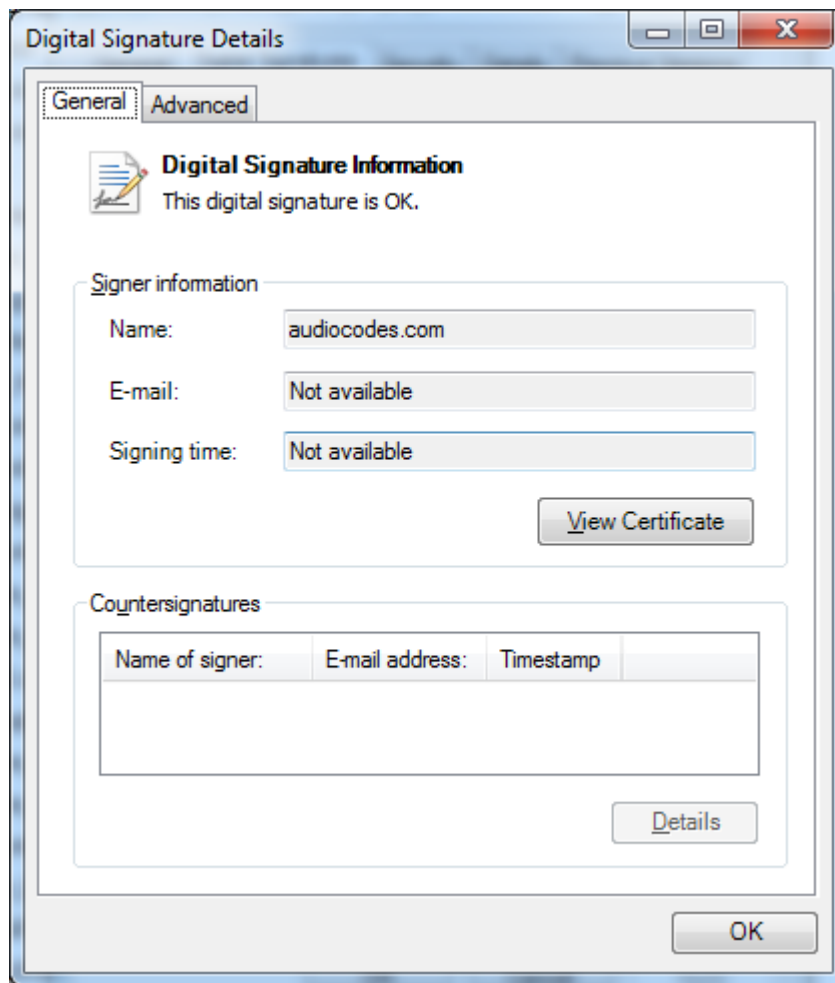 Digital Signature Details
General Advanced
Digital Signature Information
This digital signature is OK.
Signer information
Name: audiocodes.com
E-mail: Not available
Signing time: Not available
View Certificate
Countersignatures
Name of signer: E-mail address: Timestamp
Details
OK